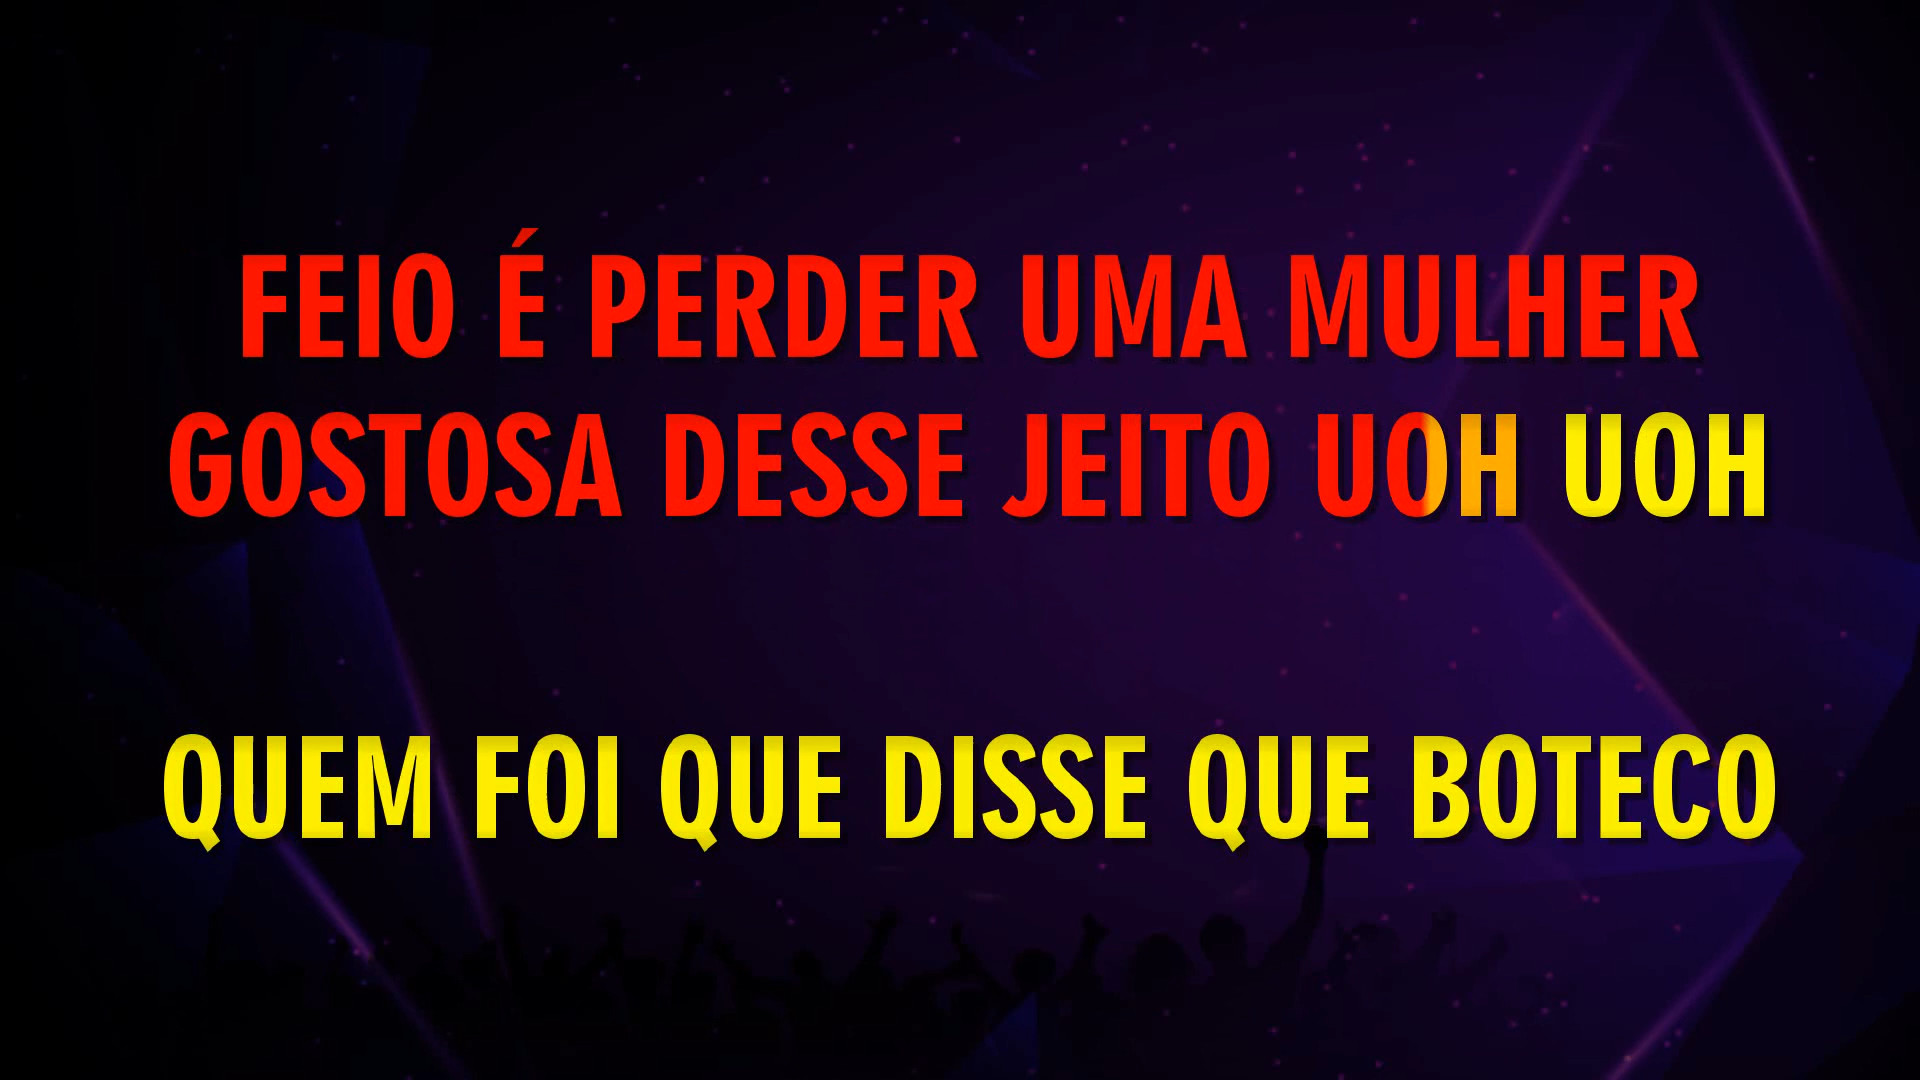 FEIO É PERDER UMA MULHER
GOSTOSA DESSE JEITO UOH UOH
QUEM FOI QUE DISSE QUE BOTECO